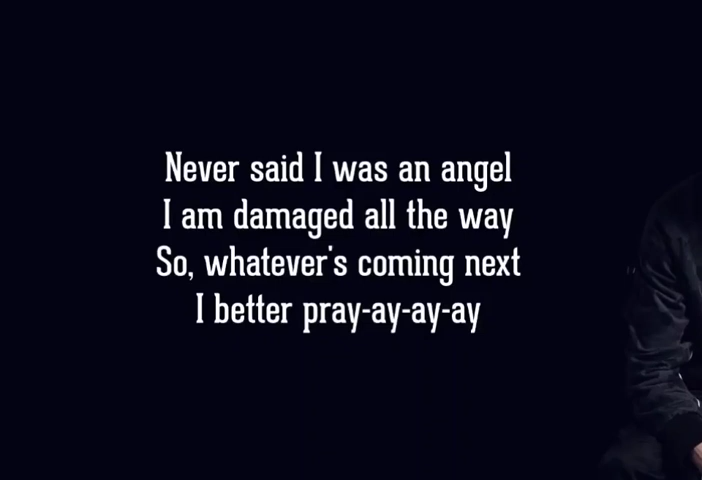 Never said I was an angel
I am damaged all the way
So, whatever's coming next
I better pray-ay-ay-ay